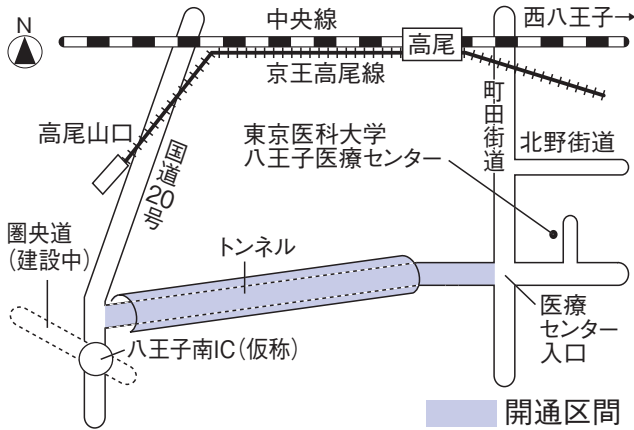 N
中央線
西八王子→
高尾
京王高尾線
高尾山口
国道20号
町田街道
東京医科大学
八王子医療センター
北野街道
圏央道
(建設中)
トンネル
八王子南IC(仮称)
医療
センター
入口
開通区間